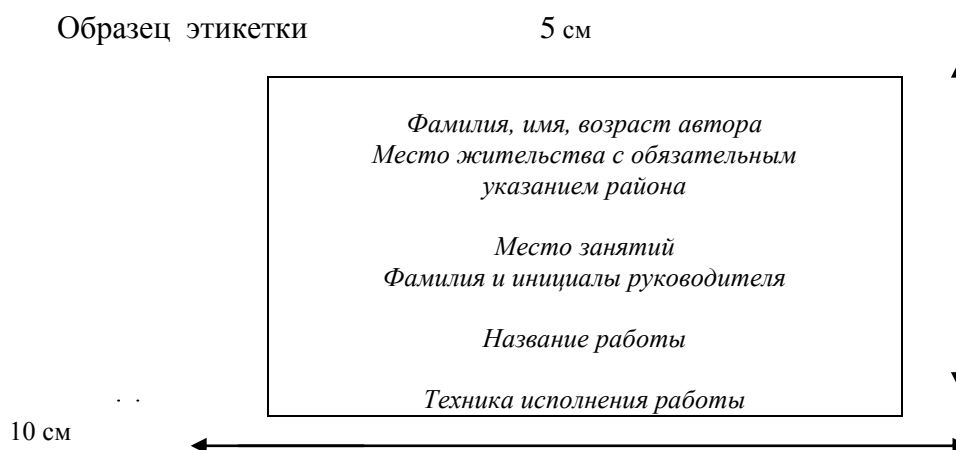 Образец этикетки 5 см
Фамилия, имя, возраст автора
Место жительства с обязательным
указанием района
Место занятий
Фамилия и инициалы руководителя
Название работы
Техника исполнения работы
10 см